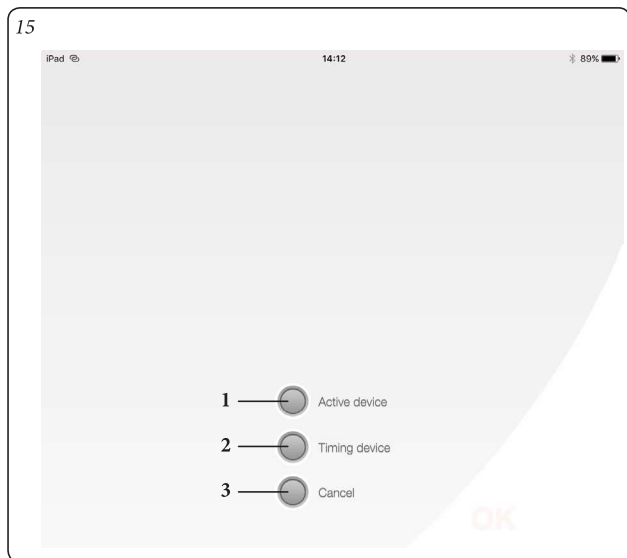 15
iPad 14:12 89%
1 Active device
2 Timing device
3 Cancel
OK